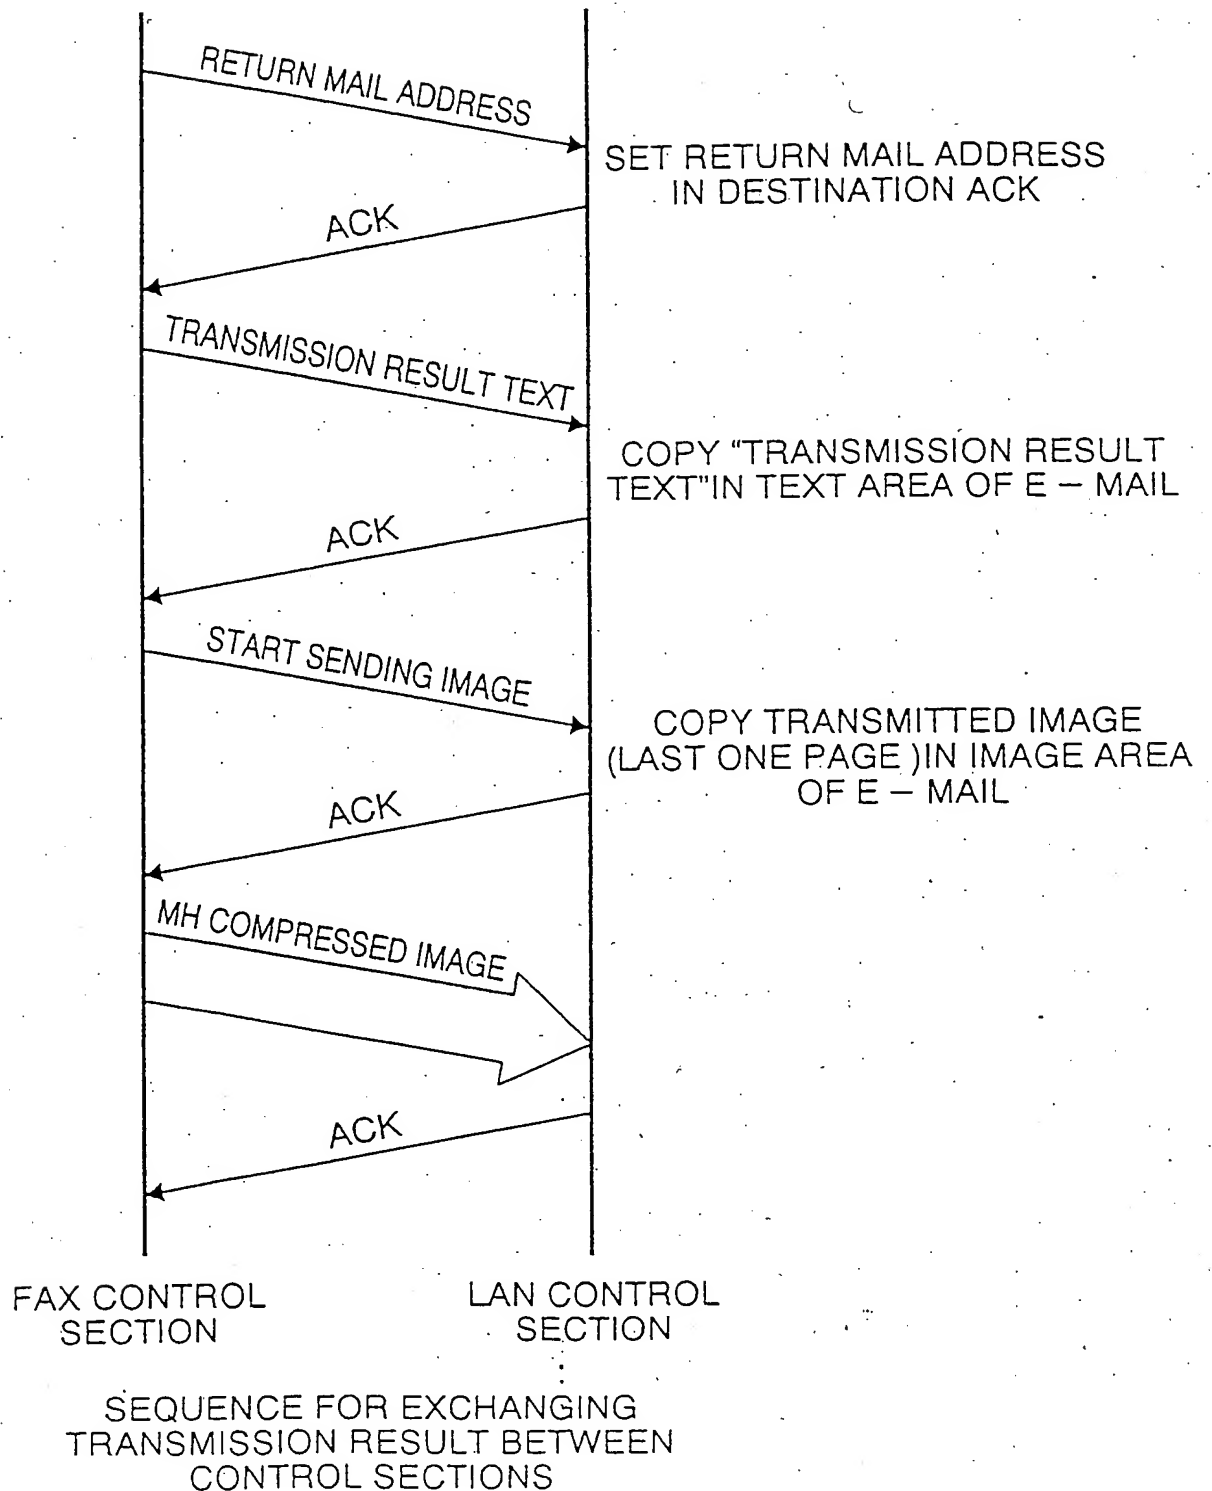 RETURN MAIL ADDRESS
SET RETURN MAIL ADDRESS
IN DESTINATION ACK
ACK
TRANSMISSION RESULT TEXT
COPY "TRANSMISSION RESULT
TEXT"IN TEXT AREA OF E – MAIL
ACK
START SENDING IMAGE
COPY TRANSMITTED IMAGE
(LAST ONE PAGE )IN IMAGE AREA
OF E – MAIL
ACK
MH COMPRESSED IMAGE
ACK
FAX CONTROL
SECTION
LAN CONTROL
SECTION
SEQUENCE FOR EXCHANGING
TRANSMISSION RESULT BETWEEN
CONTROL SECTIONS